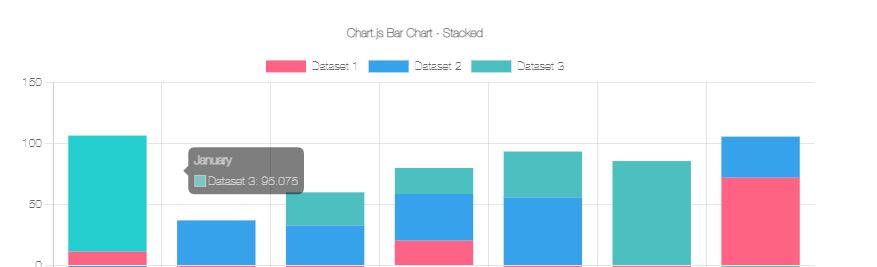 Chart.js Bar Chart - Stacked
Dataset 1 Dataset 2 Dataset 3
150
100
January
Dataset 3: 95.075
50
0